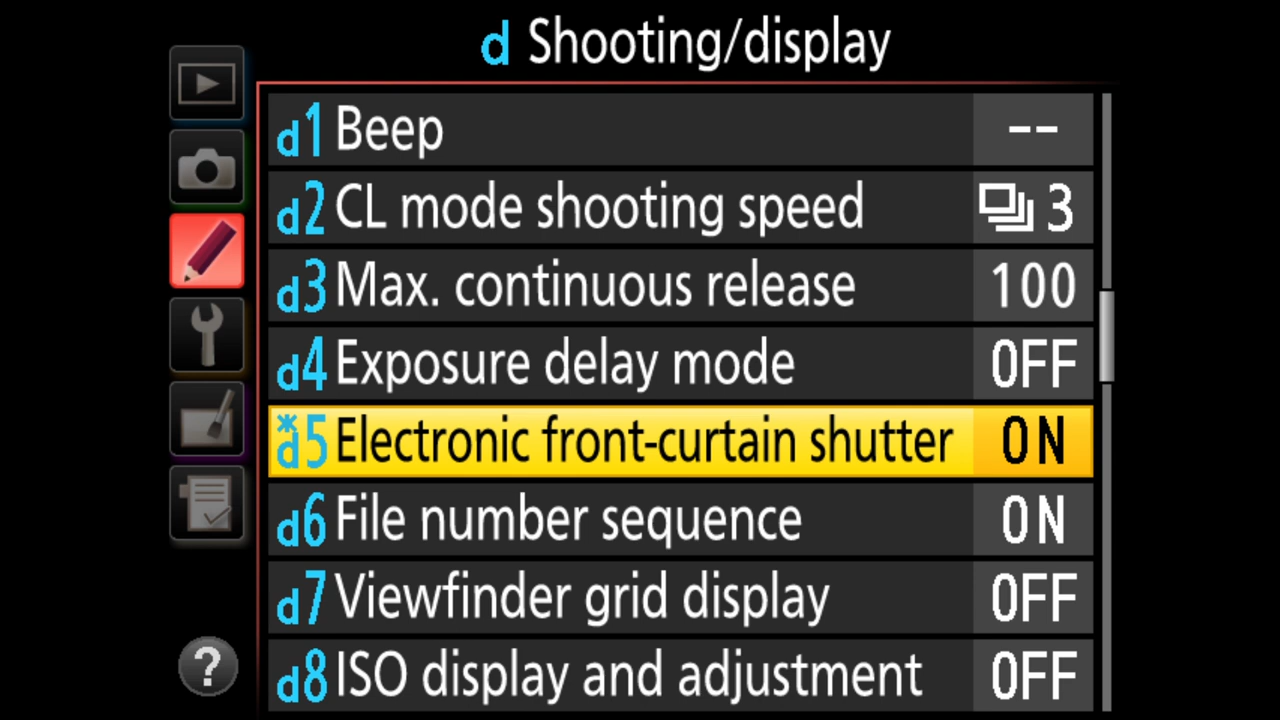 d Shooting/display
d1 Beep --
d2 CL mode shooting speed 3
d3 Max. continuous release 100
d4 Exposure delay mode OFF
*d5 Electronic front-curtain shutter ON
d6 File number sequence ON
d7 Viewfinder grid display OFF
d8 ISO display and adjustment OFF
?